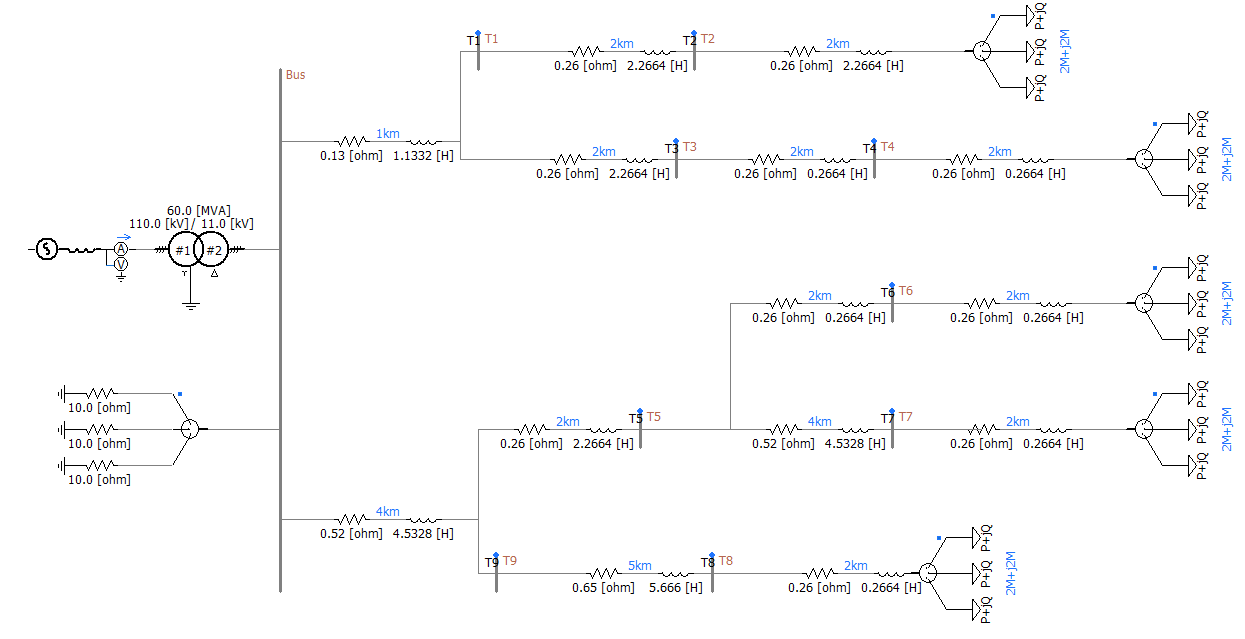 Bus
60.0 [MVA]
110.0 [kV] / 11.0 [kV]
#1 #2
A
V
10.0 [ohm]
10.0 [ohm]
10.0 [ohm]
1km
0.13 [ohm] 1.1332 [H]
T1 T1
2km
0.26 [ohm] 2.2664 [H]
T2 T2
2km
0.26 [ohm] 2.2664 [H]
P+jQ
P+jQ
P+jQ
2M+j2M
2km
0.26 [ohm] 2.2664 [H]
T3 T3
2km
0.26 [ohm] 0.2664 [H]
T4 T4
2km
0.26 [ohm] 0.2664 [H]
P+jQ
P+jQ
P+jQ
2M+j2M
2km
0.26 [ohm] 0.2664 [H]
T6 T6
2km
0.26 [ohm] 0.2664 [H]
P+jQ
P+jQ
P+jQ
2M+j2M
2km
0.26 [ohm] 2.2664 [H]
T5 T5
4km
0.52 [ohm] 4.5328 [H]
T7 T7
2km
0.26 [ohm] 0.2664 [H]
P+jQ
P+jQ
P+jQ
2M+j2M
4km
0.52 [ohm] 4.5328 [H]
T9 T9
5km
0.65 [ohm] 5.666 [H]
T8 T8
2km
0.26 [ohm] 0.2664 [H]
P+jQ
P+jQ
P+jQ
2M+j2M